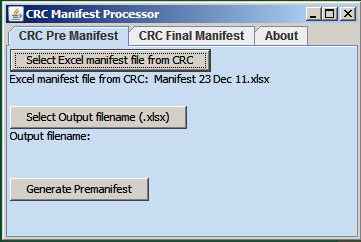 CRC Manifest Processor
CRC Pre Manifest CRC Final Manifest About
Select Excel manifest file from CRC
Excel manifest file from CRC: Manifest 23 Dec 11.xlsx
Select Output filename (.xlsx)
Output filename:
Generate Premanifest